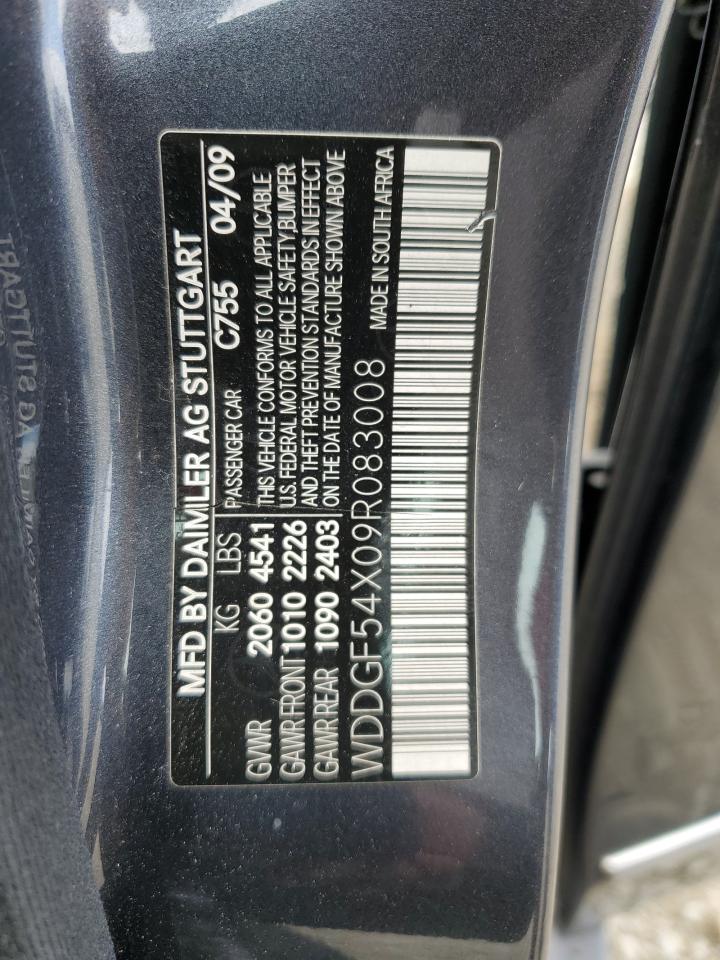 MFD BY DAIMLER AG STUTTGART
KG LBS PASSENGER CAR C755 04/09
GVWR 2060 4541 THIS VEHICLE CONFORMS TO ALL APPLICABLE
GAWR FRONT 1010 2226 U.S. FEDERAL MOTOR VEHICLE SAFETY, BUMPER
GAWR REAR 1090 2403 AND THEFT PREVENTION STANDARDS IN EFFECT
ON THE DATE OF MANUFACTURE SHOWN ABOVE
WDDGF54X09R083008 MADE IN SOUTH AFRICA